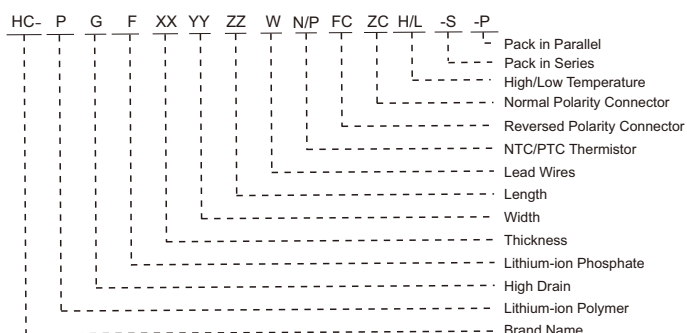 HC- P G F XX YY ZZ W N/P FC ZC H/L -S -P
Pack in Parallel
Pack in Series
High/Low Temperature
Normal Polarity Connector
Reversed Polarity Connector
NTC/PTC Thermistor
Lead Wires
Length
Width
Thickness
Lithium-ion Phosphate
High Drain
Lithium-ion Polymer
Brand Name